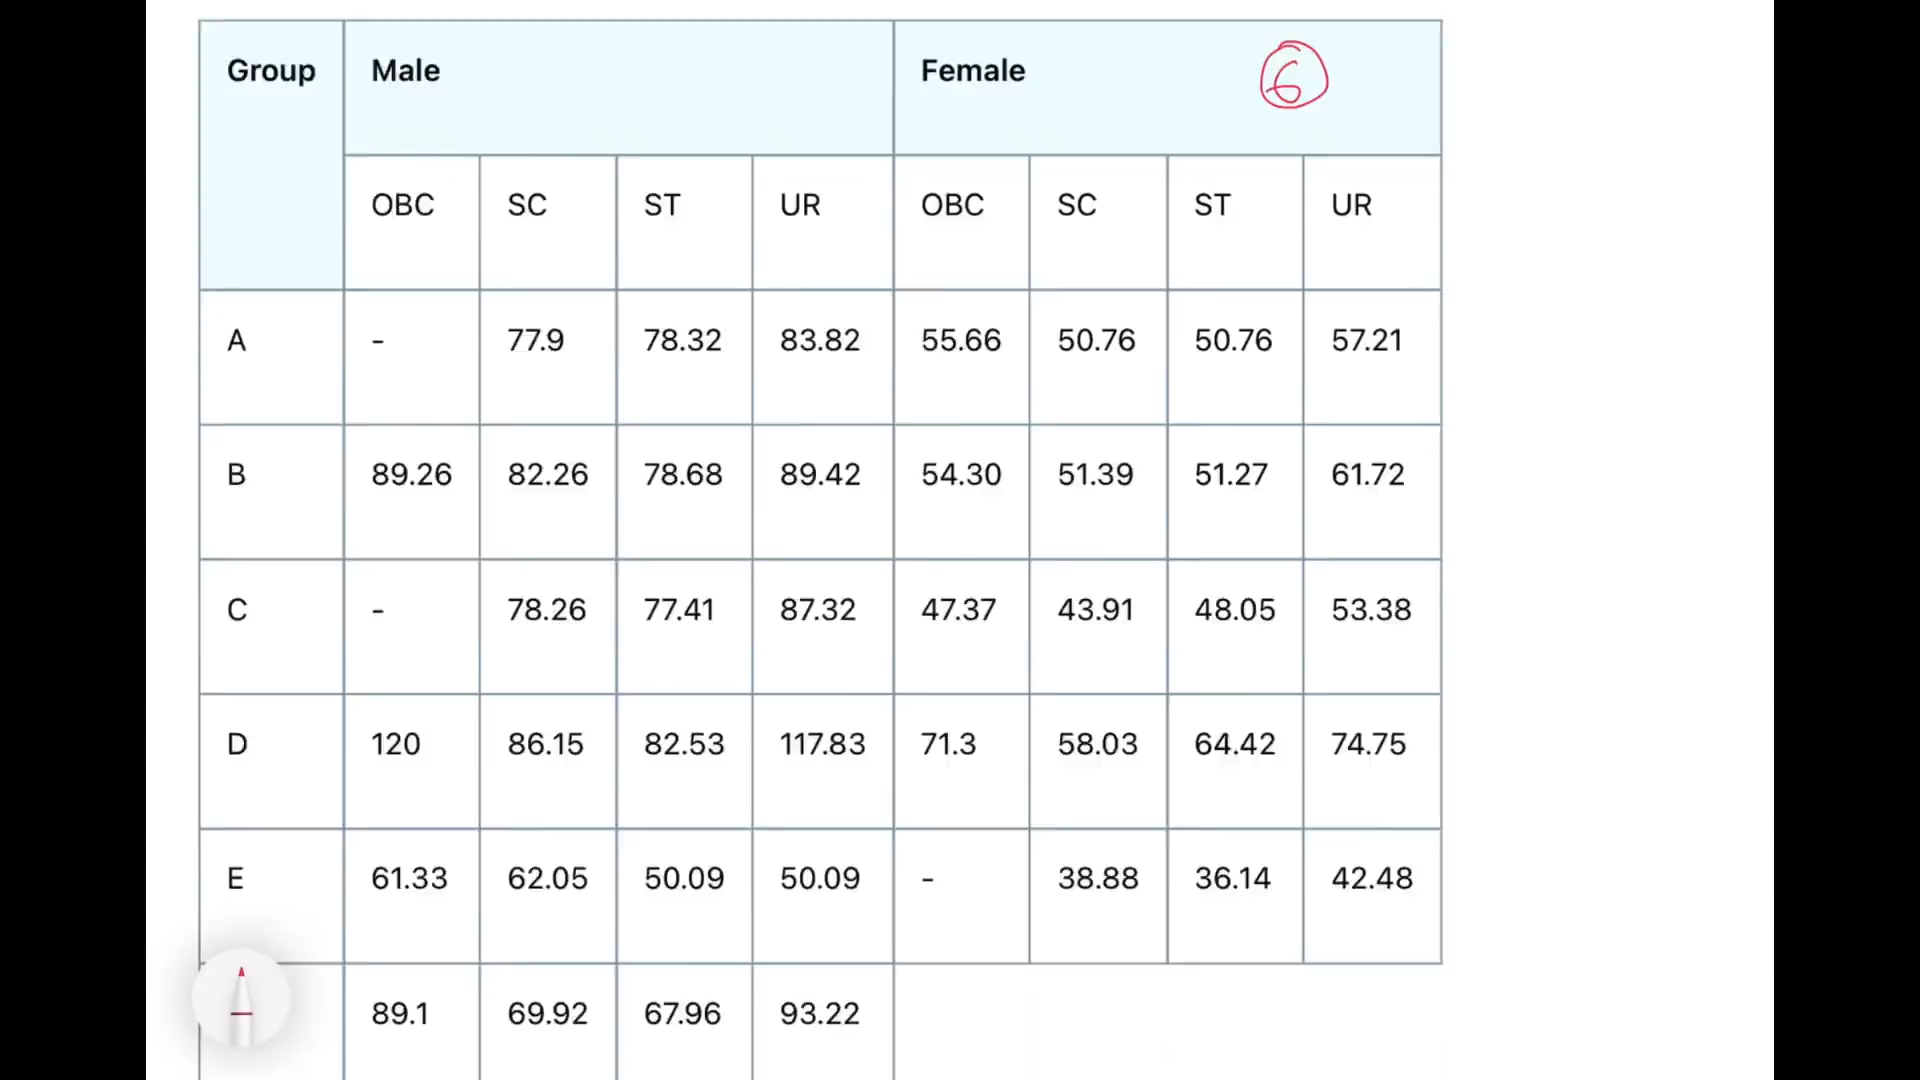 Group Male Female 6
OBC SC ST UR OBC SC ST UR
A - 77.9 78.32 83.82 55.66 50.76 50.76 57.21
B 89.26 82.26 78.68 89.42 54.30 51.39 51.27 61.72
C - 78.26 77.41 87.32 47.37 43.91 48.05 53.38
D 120 86.15 82.53 117.83 71.3 58.03 64.42 74.75
E 61.33 62.05 50.09 50.09 - 38.88 36.14 42.48
89.1 69.92 67.96 93.22